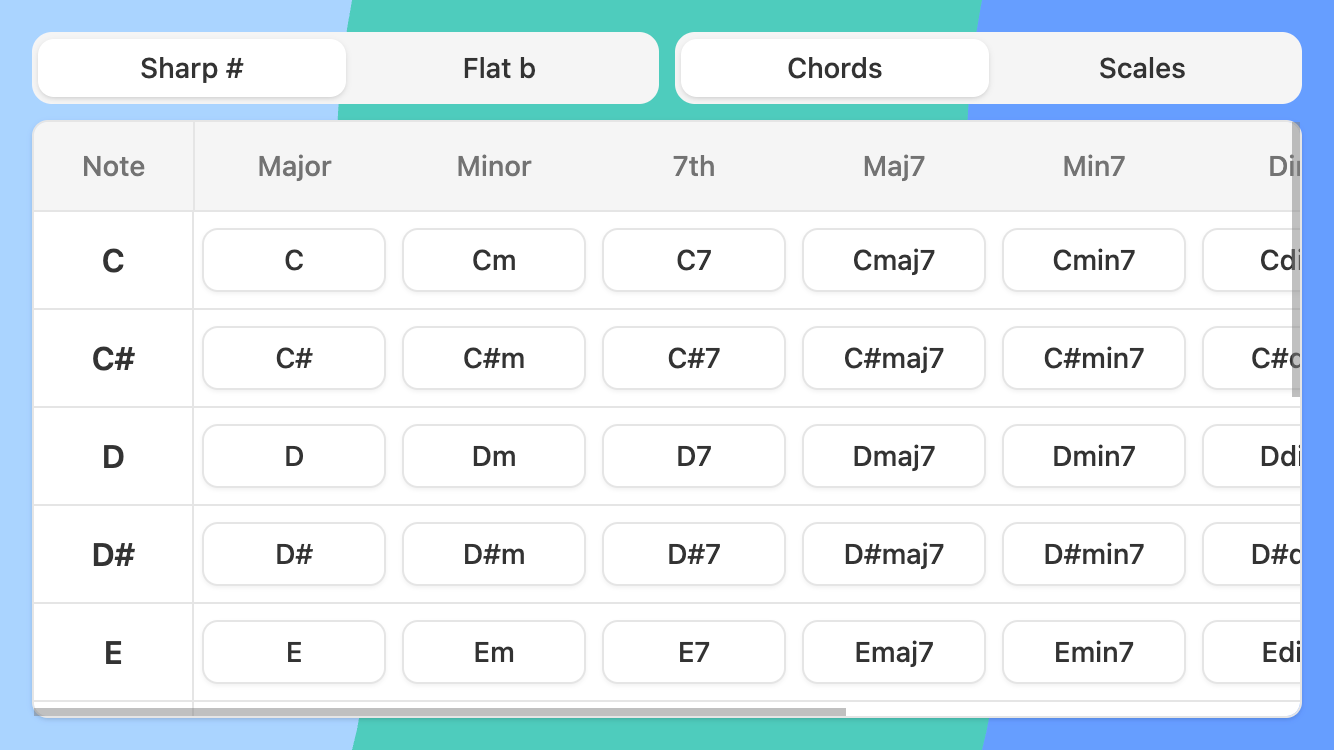 Sharp # Flat b Chords Scales
Note Major Minor 7th Maj7 Min7
C C Cm C7 Cmaj7 Cmin7
C# C# C#m C#7 C#maj7 C#min7
D D Dm D7 Dmaj7 Dmin7
D# D# D#m D#7 D#maj7 D#min7
E E Em E7 Emaj7 Emin7